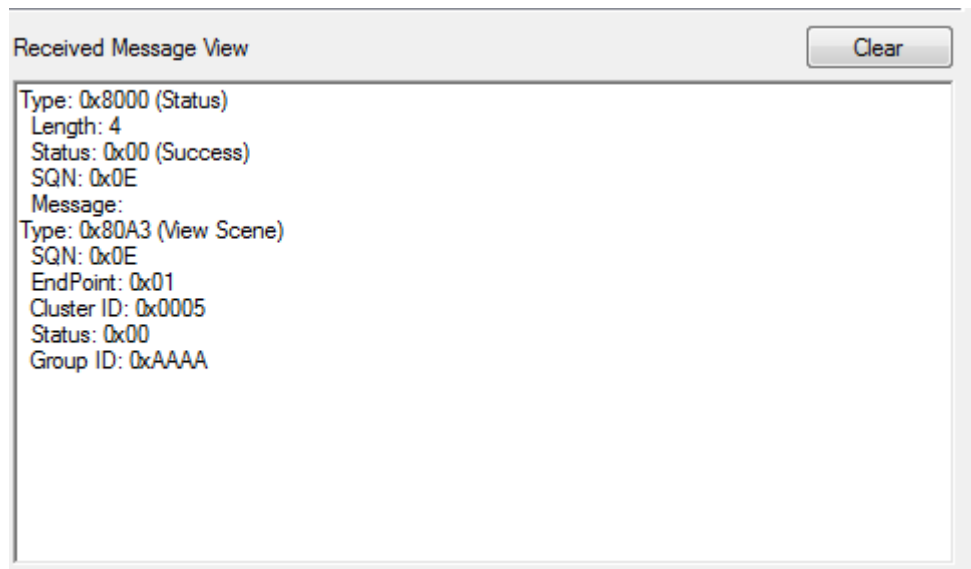 Received Message View
Clear
Type: 0x8000 (Status)
Length: 4
Status: 0x00 (Success)
SQN: 0x0E
Message:
Type: 0x80A3 (View Scene)
SQN: 0x0E
EndPoint: 0x01
Cluster ID: 0x0005
Status: 0x00
Group ID: 0xAAAA